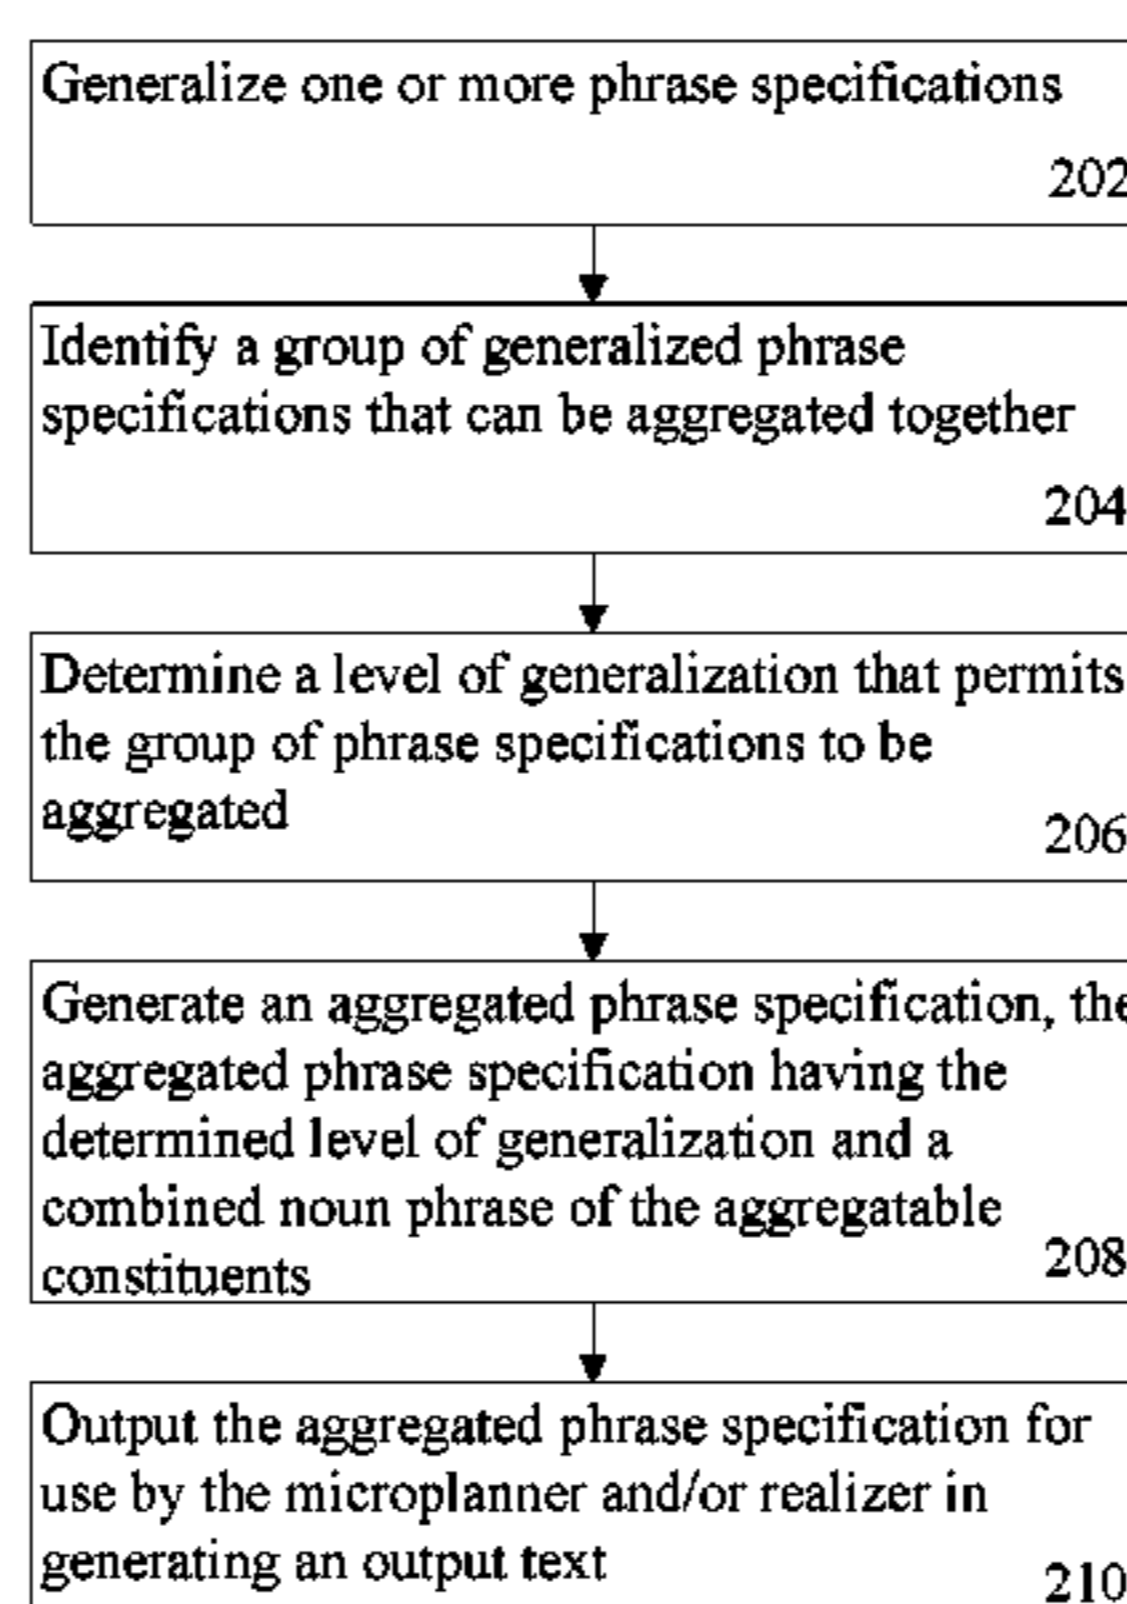 Generalize one or more phrase specifications
202
Identify a group of generalized phrase
specifications that can be aggregated together
204
Determine a level of generalization that permits
the group of phrase specifications to be
aggregated
206
Generate an aggregated phrase specification, the
aggregated phrase specification having the
determined level of generalization and a
combined noun phrase of the aggregatable
constituents
208
Output the aggregated phrase specification for
use by the microplanner and/or realizer in
generating an output text
210